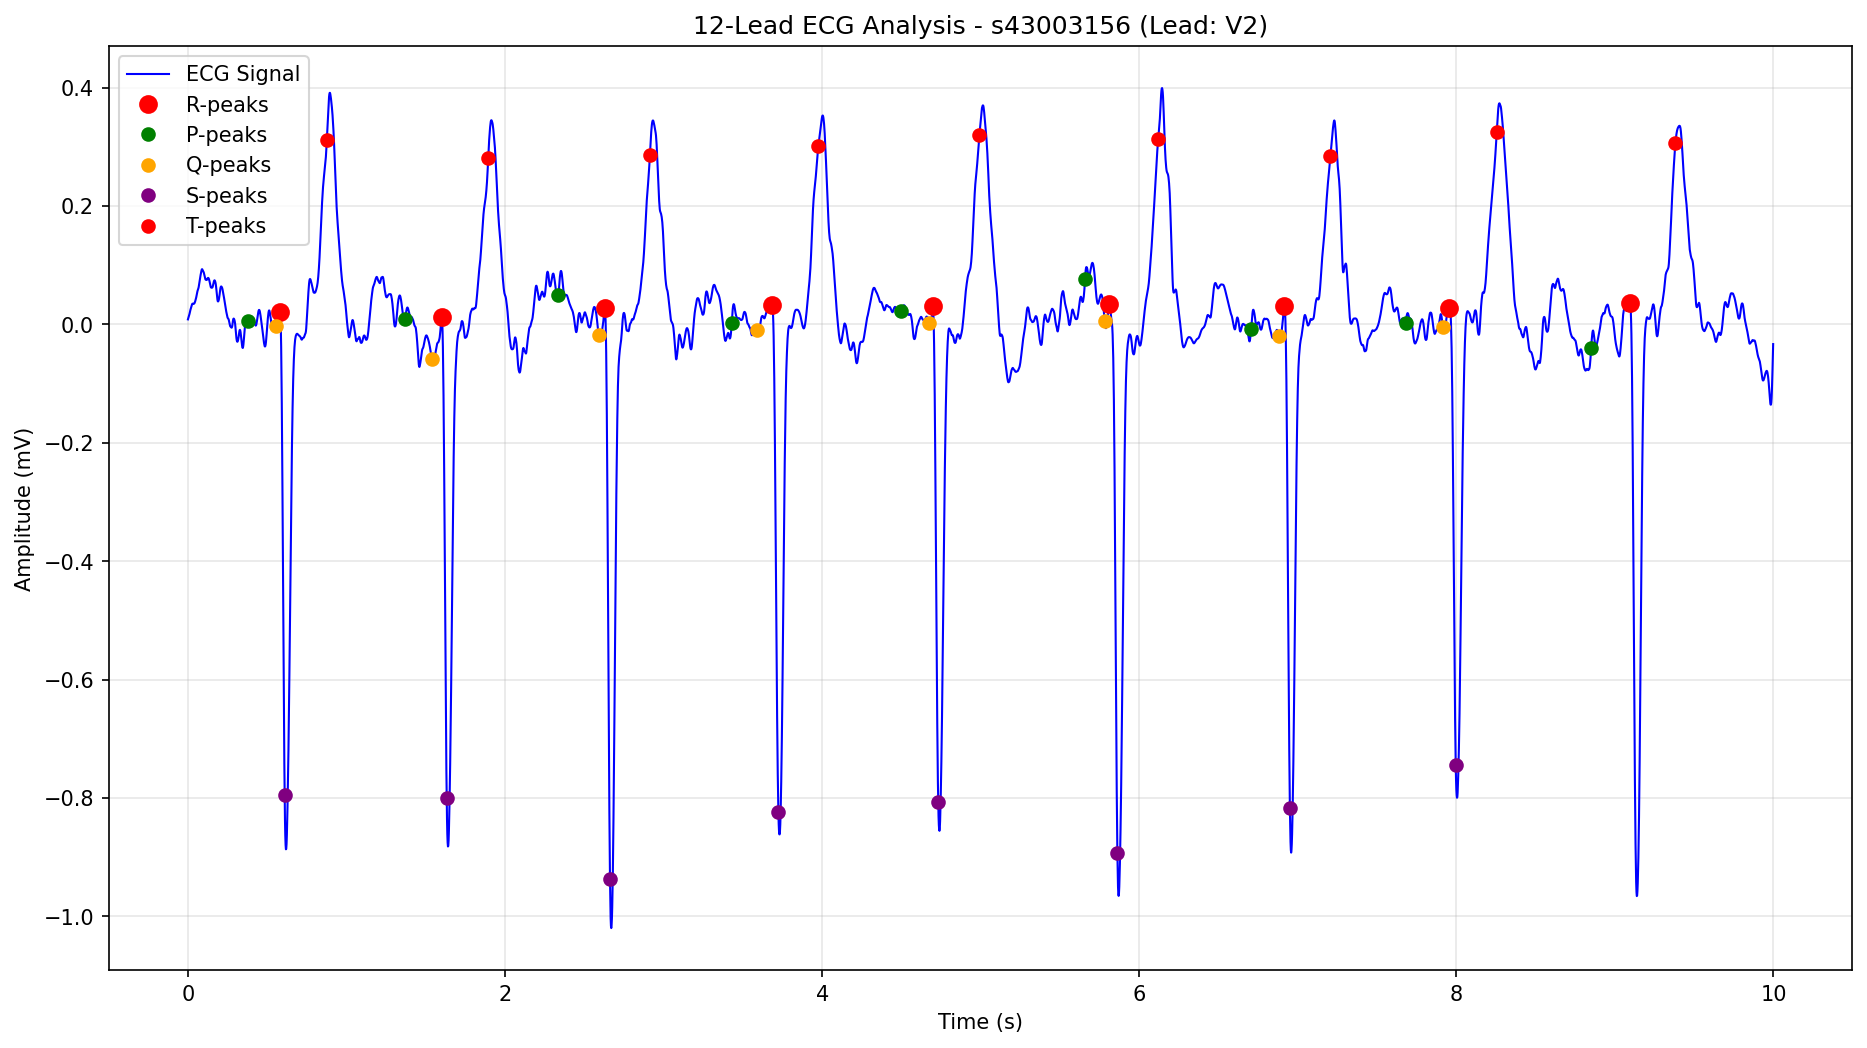 12-Lead ECG Analysis - s43003156 (Lead: V2)
ECG Signal
R-peaks
P-peaks
Q-peaks
S-peaks
T-peaks
0.4
0.2
0.0
−0.2
−0.4
−0.6
−0.8
−1.0
Amplitude (mV)
0 2 4 6 8 10
Time (s)